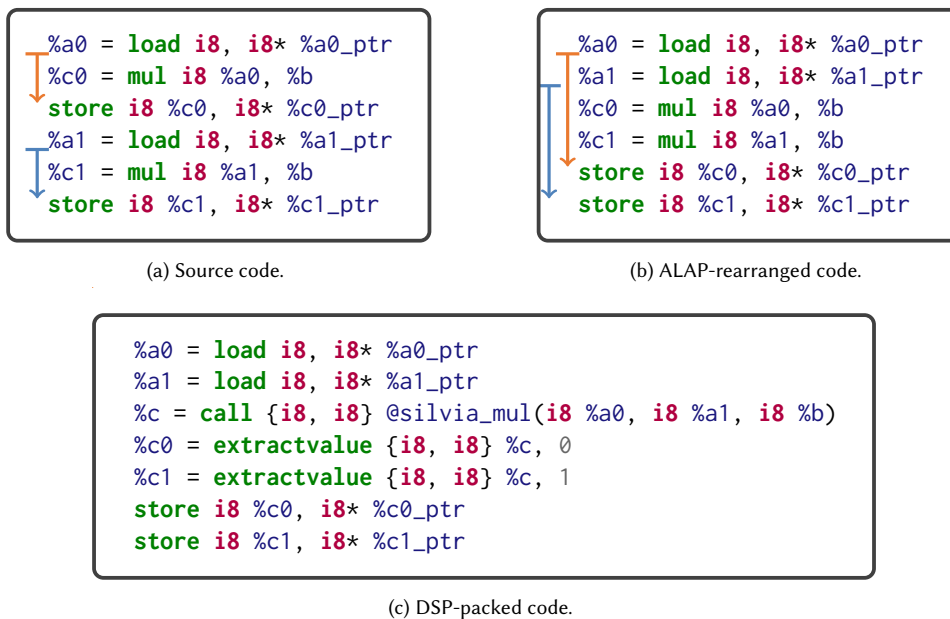 %a0 = load i8, i8* %a0_ptr
%c0 = mul i8 %a0, %b
store i8 %c0, i8* %c0_ptr
%a1 = load i8, i8* %a1_ptr
%c1 = mul i8 %a1, %b
store i8 %c1, i8* %c1_ptr
(a) Source code.
%a0 = load i8, i8* %a0_ptr
%a1 = load i8, i8* %a1_ptr
%c0 = mul i8 %a0, %b
%c1 = mul i8 %a1, %b
store i8 %c0, i8* %c0_ptr
store i8 %c1, i8* %c1_ptr
(b) ALAP-rearranged code.
%a0 = load i8, i8* %a0_ptr
%a1 = load i8, i8* %a1_ptr
%c = call {i8, i8} @silvia_mul(i8 %a0, i8 %a1, i8 %b)
%c0 = extractvalue {i8, i8} %c, 0
%c1 = extractvalue {i8, i8} %c, 1
store i8 %c0, i8* %c0_ptr
store i8 %c1, i8* %c1_ptr
(c) DSP-packed code.